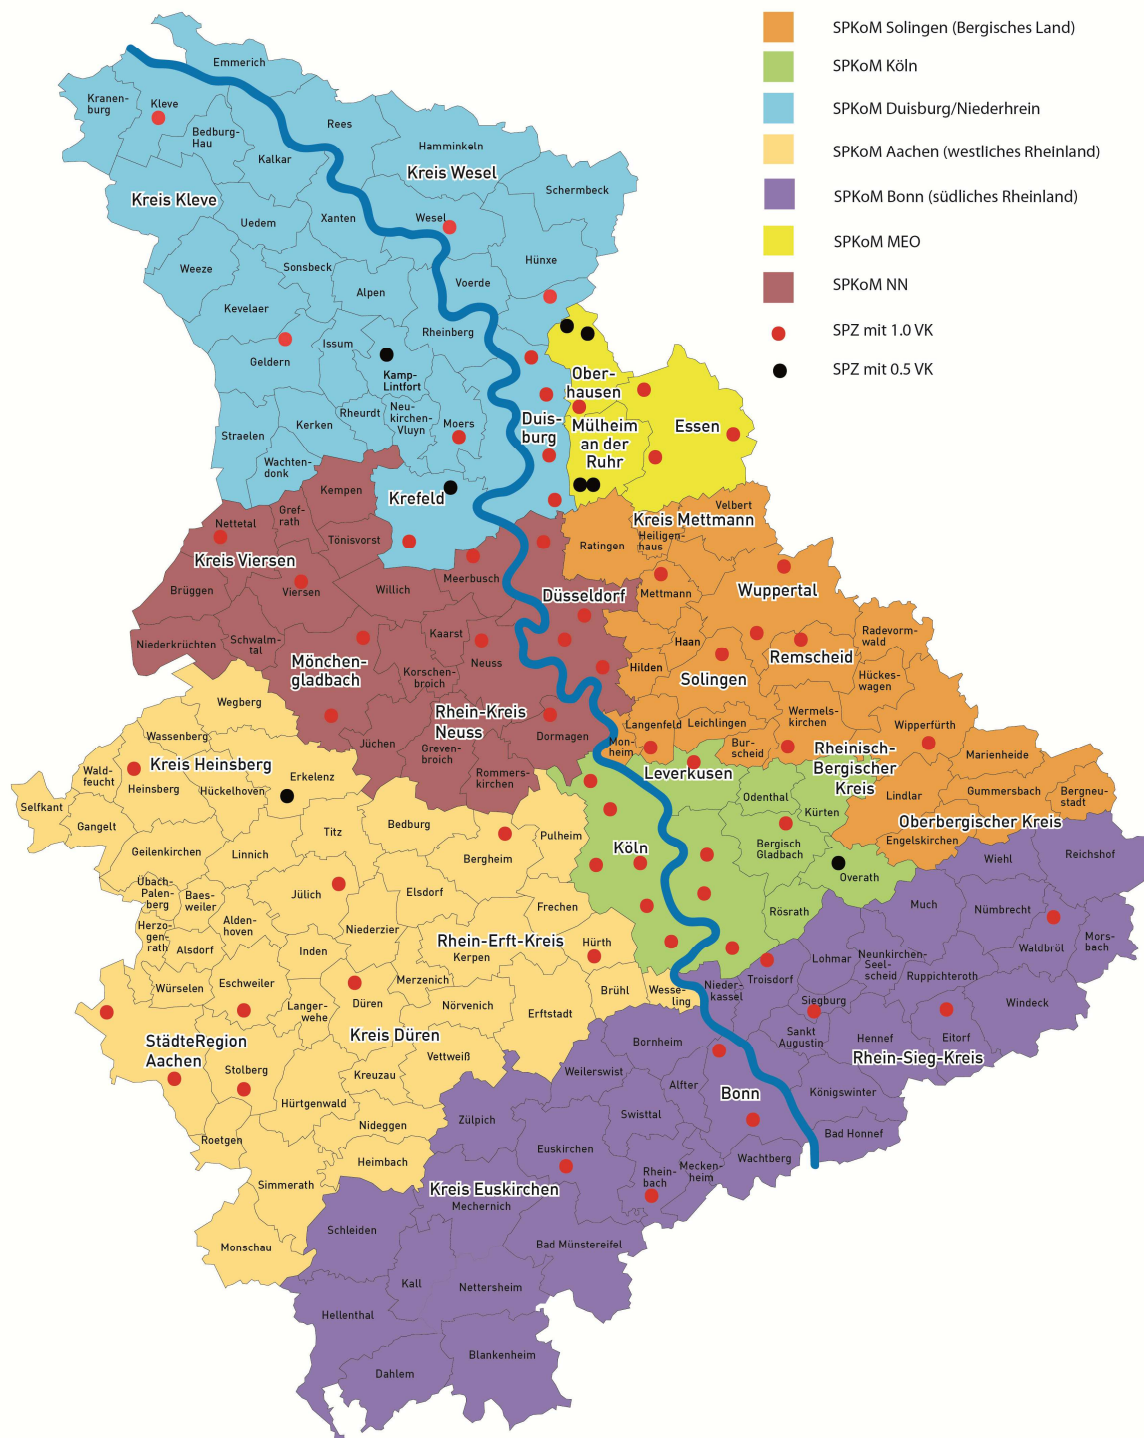 SPKoM Solingen (Bergisches Land)
SPKoM Köln
SPKoM Duisburg/Niederhrein
SPKoM Aachen (westliches Rheinland)
SPKoM Bonn (südliches Rheinland)
SPKoM MEO
SPKoM NN
SPZ mit 1.0 VK
SPZ mit 0.5 VK
Emmerich
Kranen-
burg
Kleve
Bedburg-
Hau
Rees
Kalkar
Hamminkeln
Kreis Wesel
Schermbeck
Kreis Kleve
Uedem
Xanten
Wesel
Hünxe
Weeze
Sonsbeck
Alpen
Voerde
Kevelaer
Rheinberg
Issum
Geldern
Kamp-
Lintfort
Ober-
hausen
Rheurdt
Neu-
kirchen-
Vluyn
Moers
Duis-
burg
Mülheim
an der
Ruhr
Essen
Kerken
Straelen
Wachten-
donk
Krefeld
Kempen
Gref-
rath
Nettetal
Tönisvorst
Kreis Viersen
Viersen
Brüggen
Willich
Meerbusch
Niederkrüchten
Schwalm-
tal
Kreis Mettmann
Velbert
Heiligen-
haus
Ratingen
Mettmann
Wuppertal
Düsseldorf
Kaarst
Neuss
Mönchen-
gladbach
Korschen-
broich
Haan
Hilden
Solingen
Remscheid
Radevorm-
wald
Hückes-
wagen
Rhein-Kreis
Neuss
Jüchen
Greven-
broich
Dormagen
Rommers-
kirchen
Langenfeld
Leichlingen
Mon-
heim
Wermels-
kirchen
Bur-
scheid
Wipperfürth
Rheinisch-
Bergischer
Kreis
Marienheide
Gummersbach
Bergneu-
stadt
Lindlar
Oberbergischer Kreis
Engelskirchen
Wegberg
Wassenberg
Kreis Heinsberg
Wald-
feucht
Heinsberg
Hückelhoven
Erkelenz
Selfkant
Gangelt
Leverkusen
Odenthal
Kürten
Köln
Bergisch
Gladbach
Overath
Rösrath
Titz
Bedburg
Bergheim
Pulheim
Geilenkirchen
Linnich
Übach-
Palen-
berg
Baes-
weiler
Jülich
Elsdorf
Frechen
Herzo-
gen-
rath
Alden-
hoven
Alsdorf
Niederzier
Inden
Rhein-Erft-Kreis
Kerpen
Hürth
Würselen
Eschweiler
Langer-
wehe
Düren
Merzenich
Nörvenich
Erftstadt
Brühl
Wesse-
ling
StädteRegion
Aachen
Stolberg
Kreis Düren
Vettweiß
Kreuzau
Hürtgenwald
Nideggen
Roetgen
Heimbach
Simmerath
Monschau
Wiehl
Reichshof
Much
Nümbrecht
Waldbröl
Mors-
bach
Lohmar
Neunkirchen-
Seel-
scheid
Ruppichteroth
Windeck
Nieder-
kassel
Troisdorf
Siegburg
Sankt
Augustin
Hennef
Eitorf
Rhein-Sieg-Kreis
Königswinter
Bad Honnef
Bornheim
Alfter
Bonn
Weilerswist
Swisttal
Zülpich
Euskirchen
Rhein-
bach
Mecken-
heim
Wachtberg
Kreis Euskirchen
Mechernich
Schleiden
Bad Münstereifel
Kall
Nettersheim
Hellenthal
Blankenheim
Dahlem